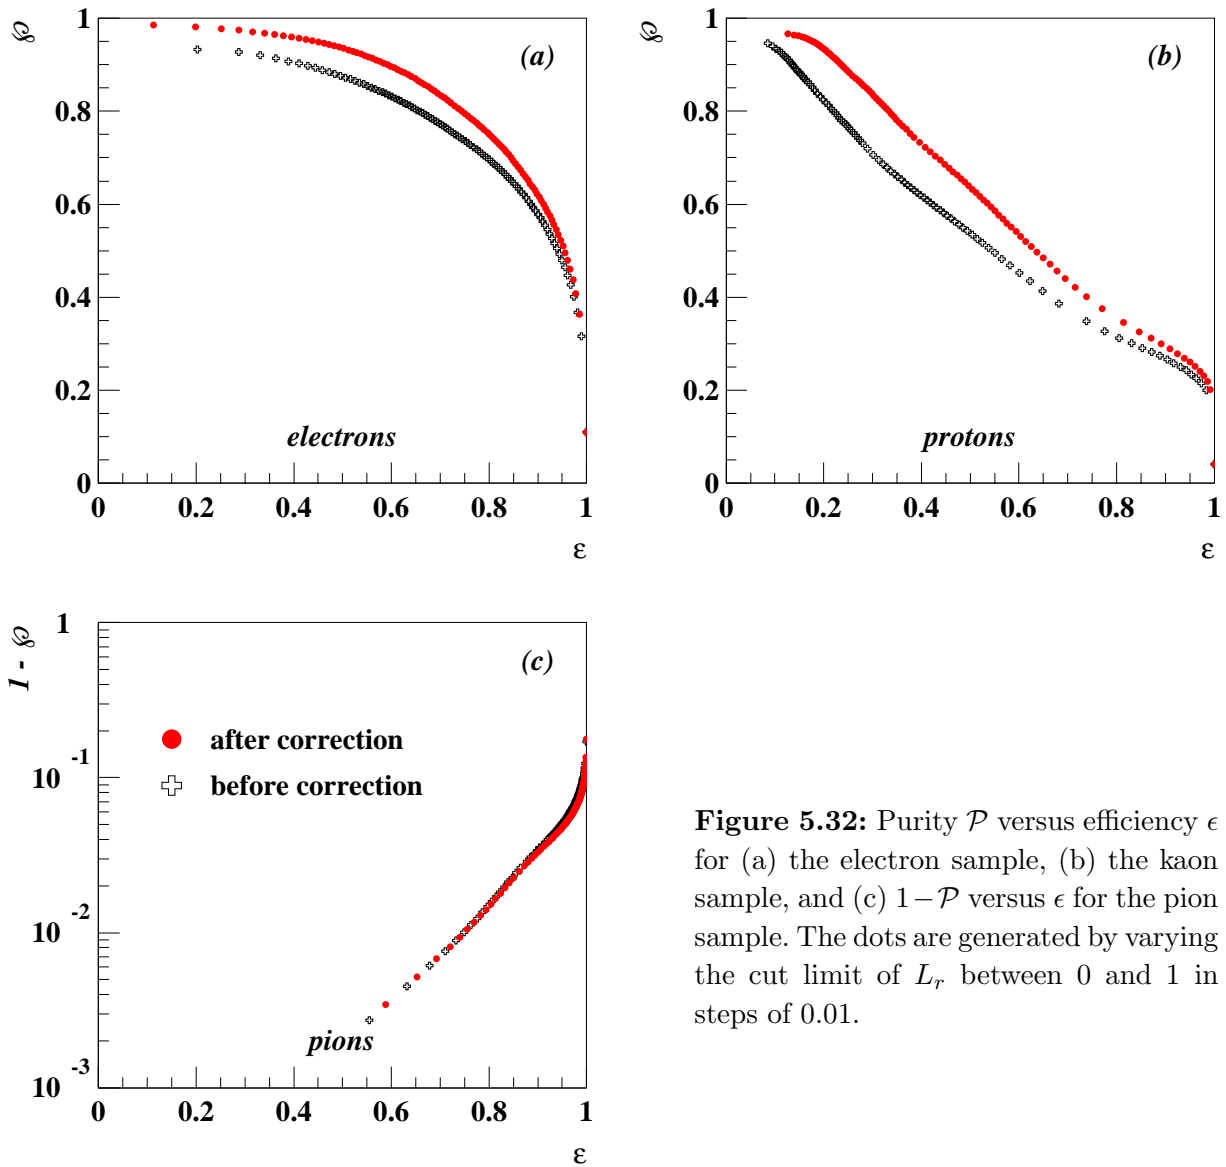 ℘
1
0.8
0.6
0.4
0.2
0
(a)
electrons
0 0.2 0.4 0.6 0.8 1
ε
℘
1
0.8
0.6
0.4
0.2
0
(b)
protons
0 0.2 0.4 0.6 0.8 1
ε
1 - ℘
1
10⁻¹
10⁻²
10⁻³
(c)
after correction
before correction
pions
0 0.2 0.4 0.6 0.8 1
ε
Figure 5.32: Purity 𝒫 versus efficiency ϵ
for (a) the electron sample, (b) the kaon
sample, and (c) 1−𝒫 versus ϵ for the pion
sample. The dots are generated by varying
the cut limit of Lᵣ between 0 and 1 in
steps of 0.01.